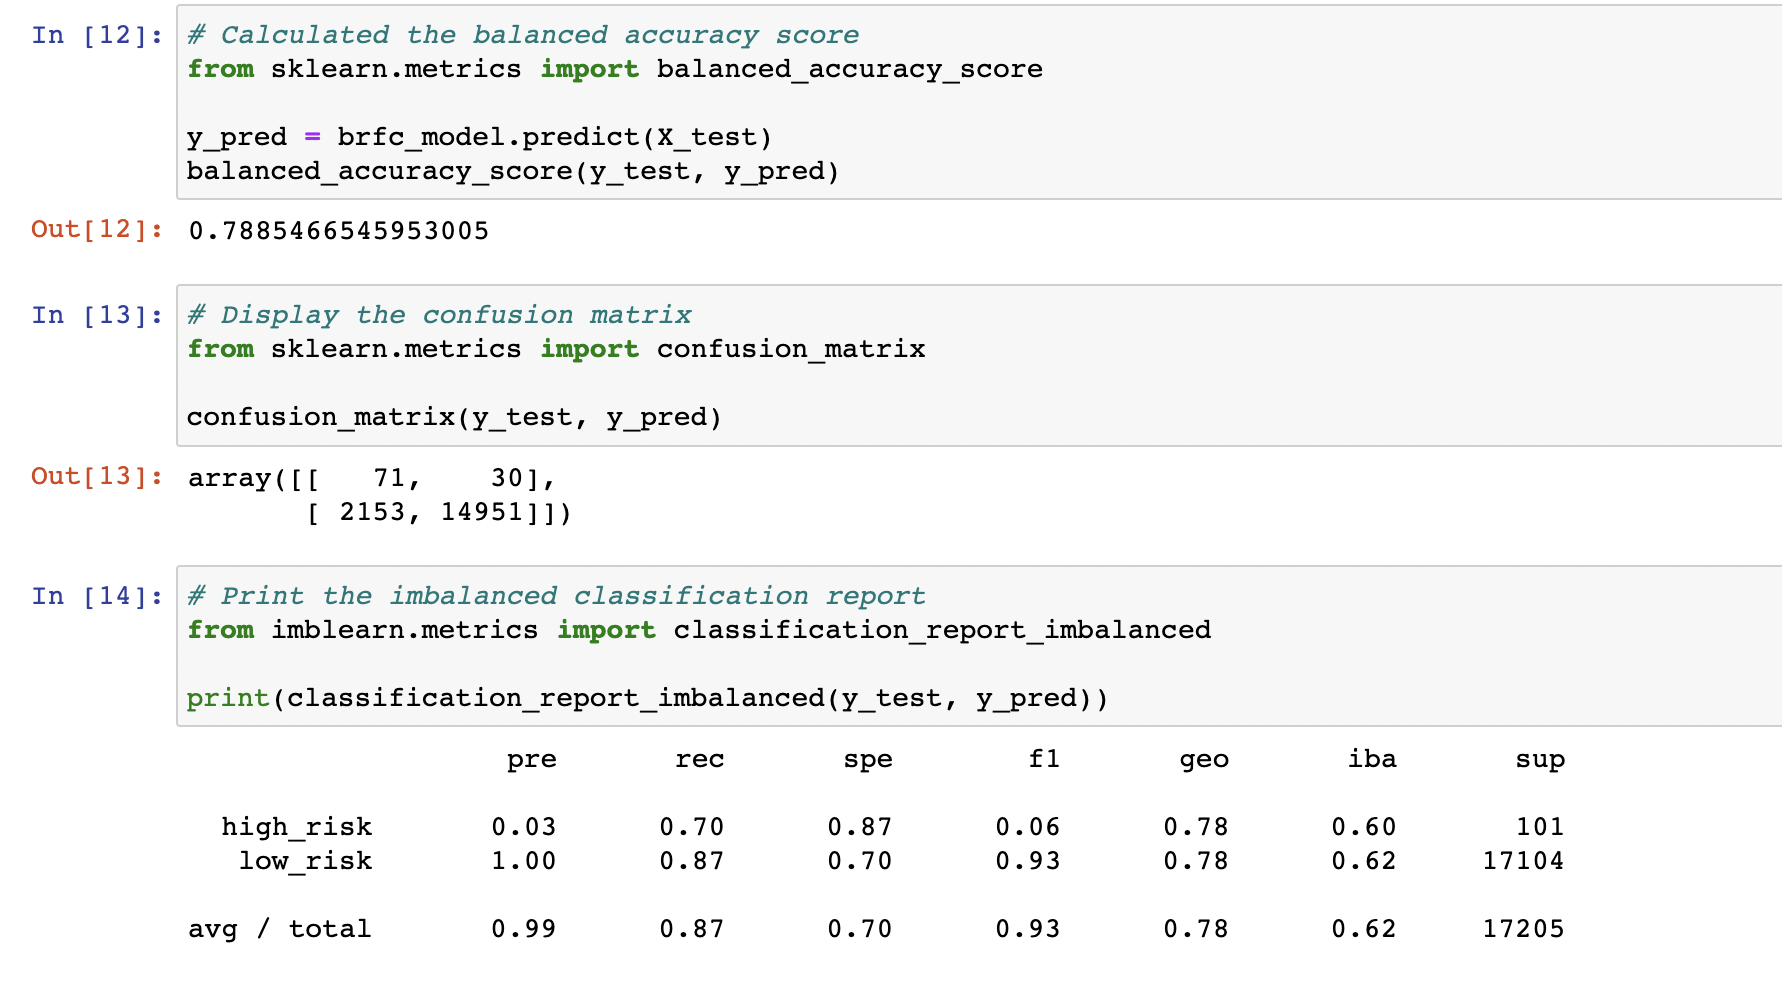 In [12]: # Calculated the balanced accuracy score
from sklearn.metrics import balanced_accuracy_score
y_pred = brfc_model.predict(X_test)
balanced_accuracy_score(y_test, y_pred)
Out[12]: 0.7885466545953005
In [13]: # Display the confusion matrix
from sklearn.metrics import confusion_matrix
confusion_matrix(y_test, y_pred)
Out[13]: array([[   71,    30],
       [ 2153, 14951]])
In [14]: # Print the imbalanced classification report
from imblearn.metrics import classification_report_imbalanced
print(classification_report_imbalanced(y_test, y_pred))
pre rec spe f1 geo iba sup
high_risk 0.03 0.70 0.87 0.06 0.78 0.60 101
low_risk 1.00 0.87 0.70 0.93 0.78 0.62 17104
avg / total 0.99 0.87 0.70 0.93 0.78 0.62 17205